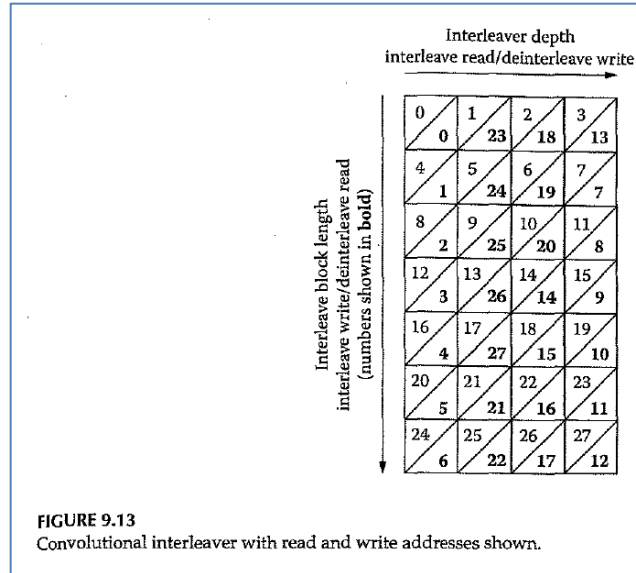 Interleaver depth
interleave read/deinterleave write
Interleave block length
interleave write/deinterleave read
(numbers shown in bold)
0 0 1 23 2 18 3 13
4 1 5 24 6 19 7 7
8 2 9 25 10 20 11 8
12 3 13 26 14 14 15 9
16 4 17 27 18 15 19 10
20 5 21 21 22 16 23 11
24 6 25 22 26 17 27 12
FIGURE 9.13
Convolutional interleaver with read and write addresses shown.